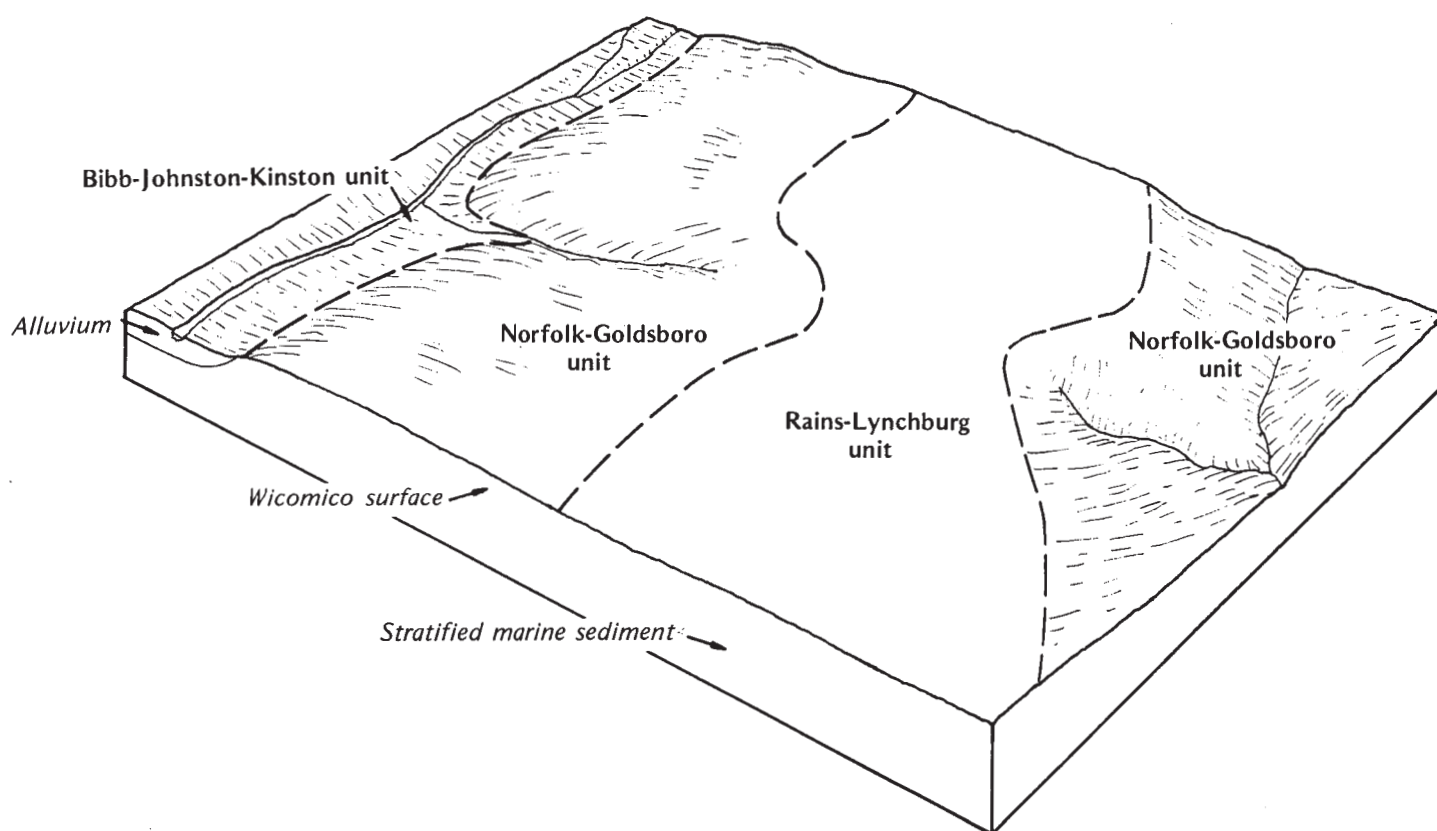 Bibb-Johnston-Kinston unit
Alluvium
Norfolk-Goldsboro
unit
Norfolk-Goldsboro
unit
Rains-Lynchburg
unit
Wicomico surface
Stratified marine sediment